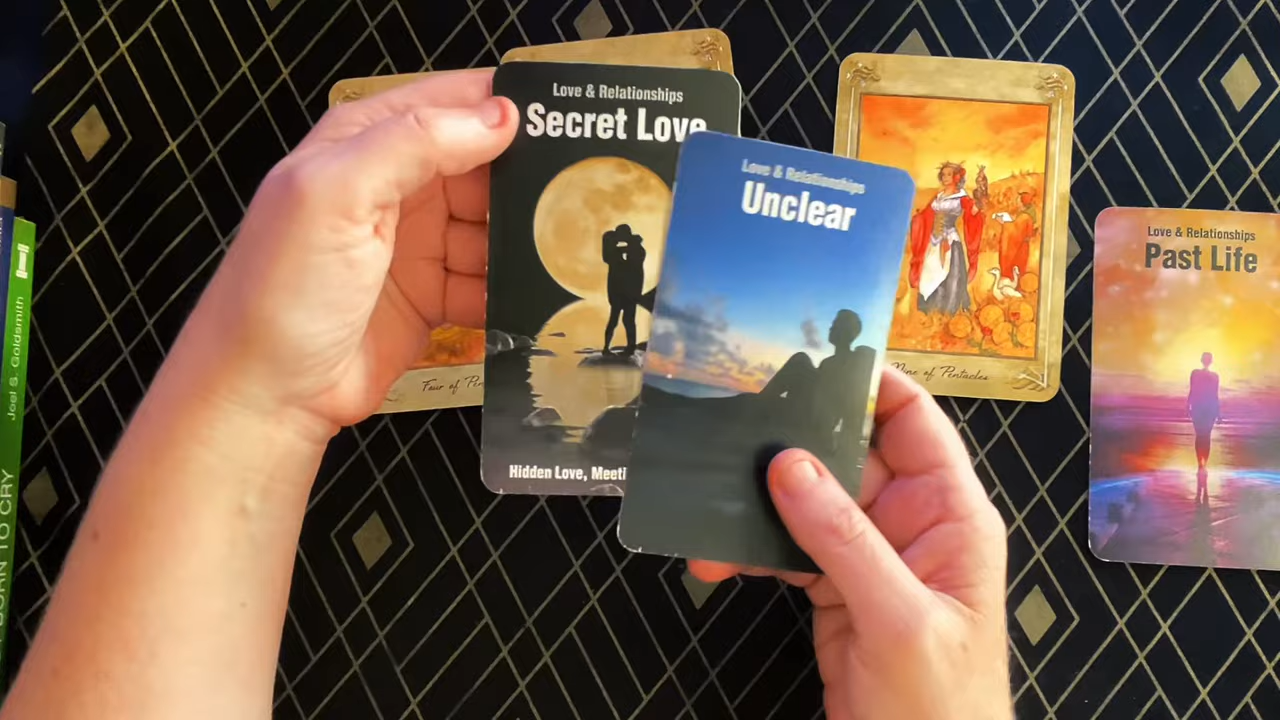 Love & Relationships
Secret Love
Hidden Love, Meeti
Love & Relationships
Unclear
Four of Pen
Nine of Pentacles
Love & Relationships
Past Life
Joel S. Goldsmith
BORN TO CRY